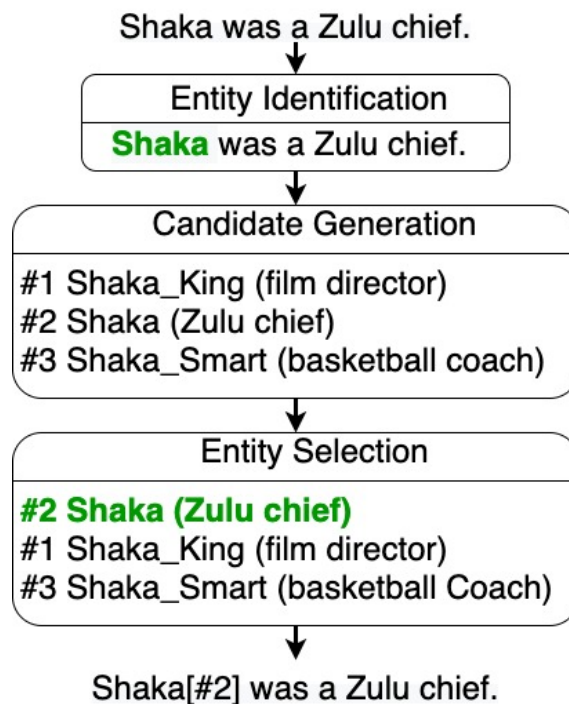 Shaka was a Zulu chief.
Entity Identification
Shaka was a Zulu chief.
Candidate Generation
#1 Shaka_King (film director)
#2 Shaka (Zulu chief)
#3 Shaka_Smart (basketball coach)
Entity Selection
#2 Shaka (Zulu chief)
#1 Shaka_King (film director)
#3 Shaka_Smart (basketball Coach)
Shaka[#2] was a Zulu chief.